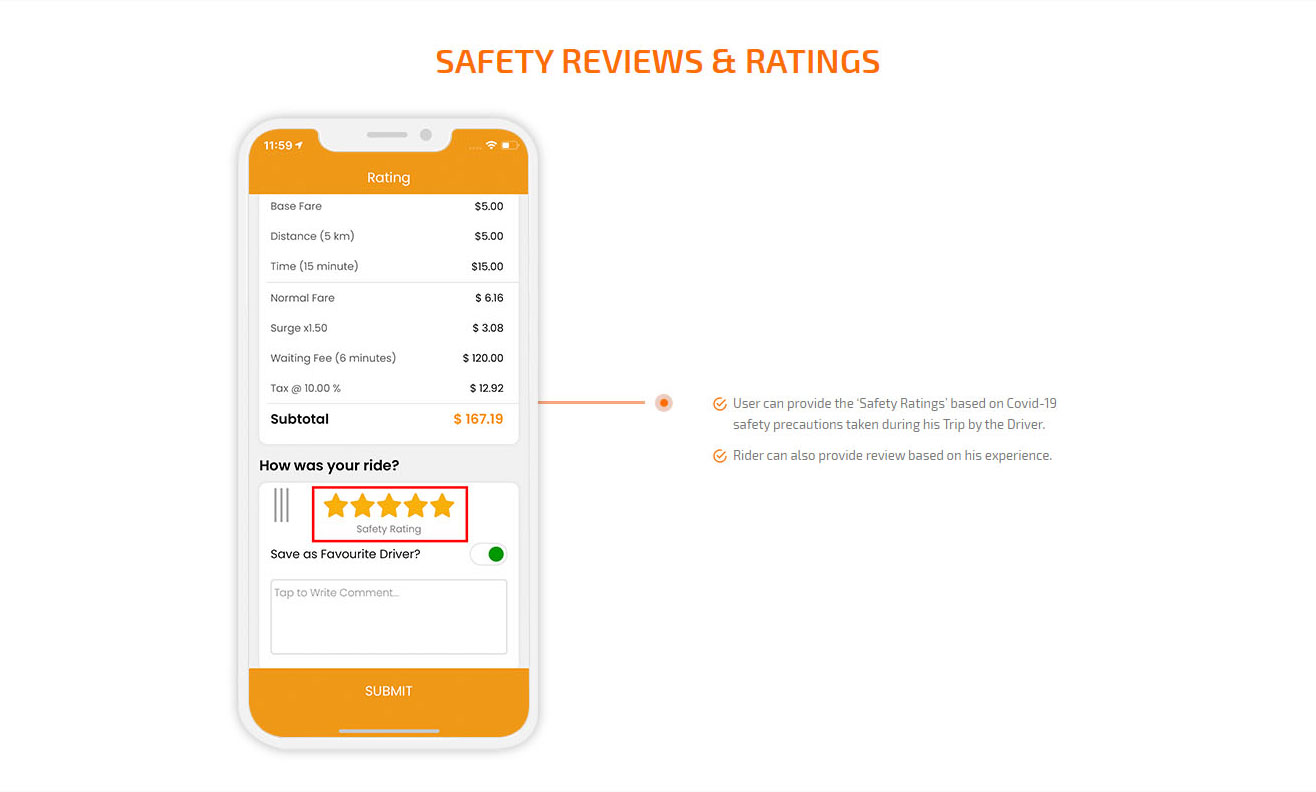 SAFETY REVIEWS & RATINGS
11:59
Rating
Base Fare $5.00
Distance (5 km) $5.00
Time (15 minute) $15.00
Normal Fare $ 6.16
Surge x1.50 $ 3.08
Waiting Fee (6 minutes) $ 120.00
Tax @ 10.00 % $ 12.92
Subtotal $ 167.19
How was your ride?
Safety Rating
Save as Favourite Driver?
Tap to Write Comment...
SUBMIT
User can provide the ‘Safety Ratings’ based on Covid-19
safety precautions taken during his Trip by the Driver.
Rider can also provide review based on his experience.